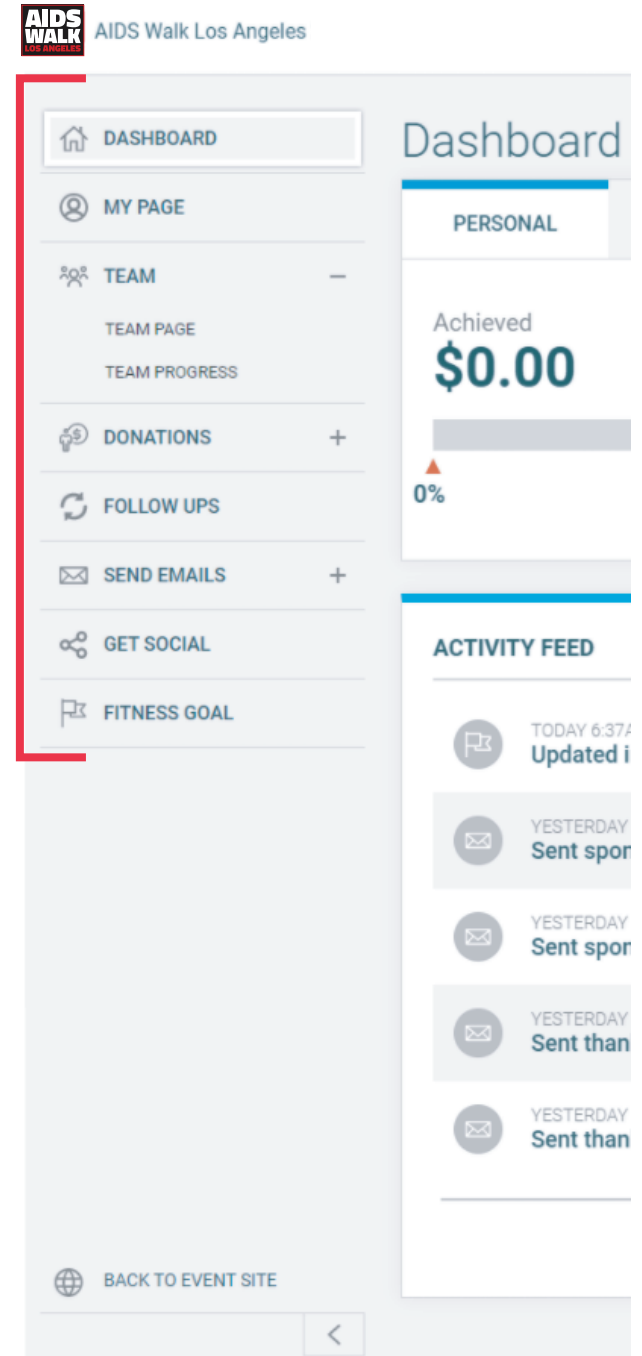 AIDS
WALK
LOS ANGELES
AIDS Walk Los Angeles
DASHBOARD
MY PAGE
TEAM
TEAM PAGE
TEAM PROGRESS
DONATIONS
FOLLOW UPS
SEND EMAILS
GET SOCIAL
FITNESS GOAL
BACK TO EVENT SITE
Dashboard
PERSONAL
Achieved
$0.00
0%
ACTIVITY FEED
TODAY 6:37A
Updated i
YESTERDAY
Sent spon
YESTERDAY
Sent spon
YESTERDAY
Sent than
YESTERDAY
Sent than